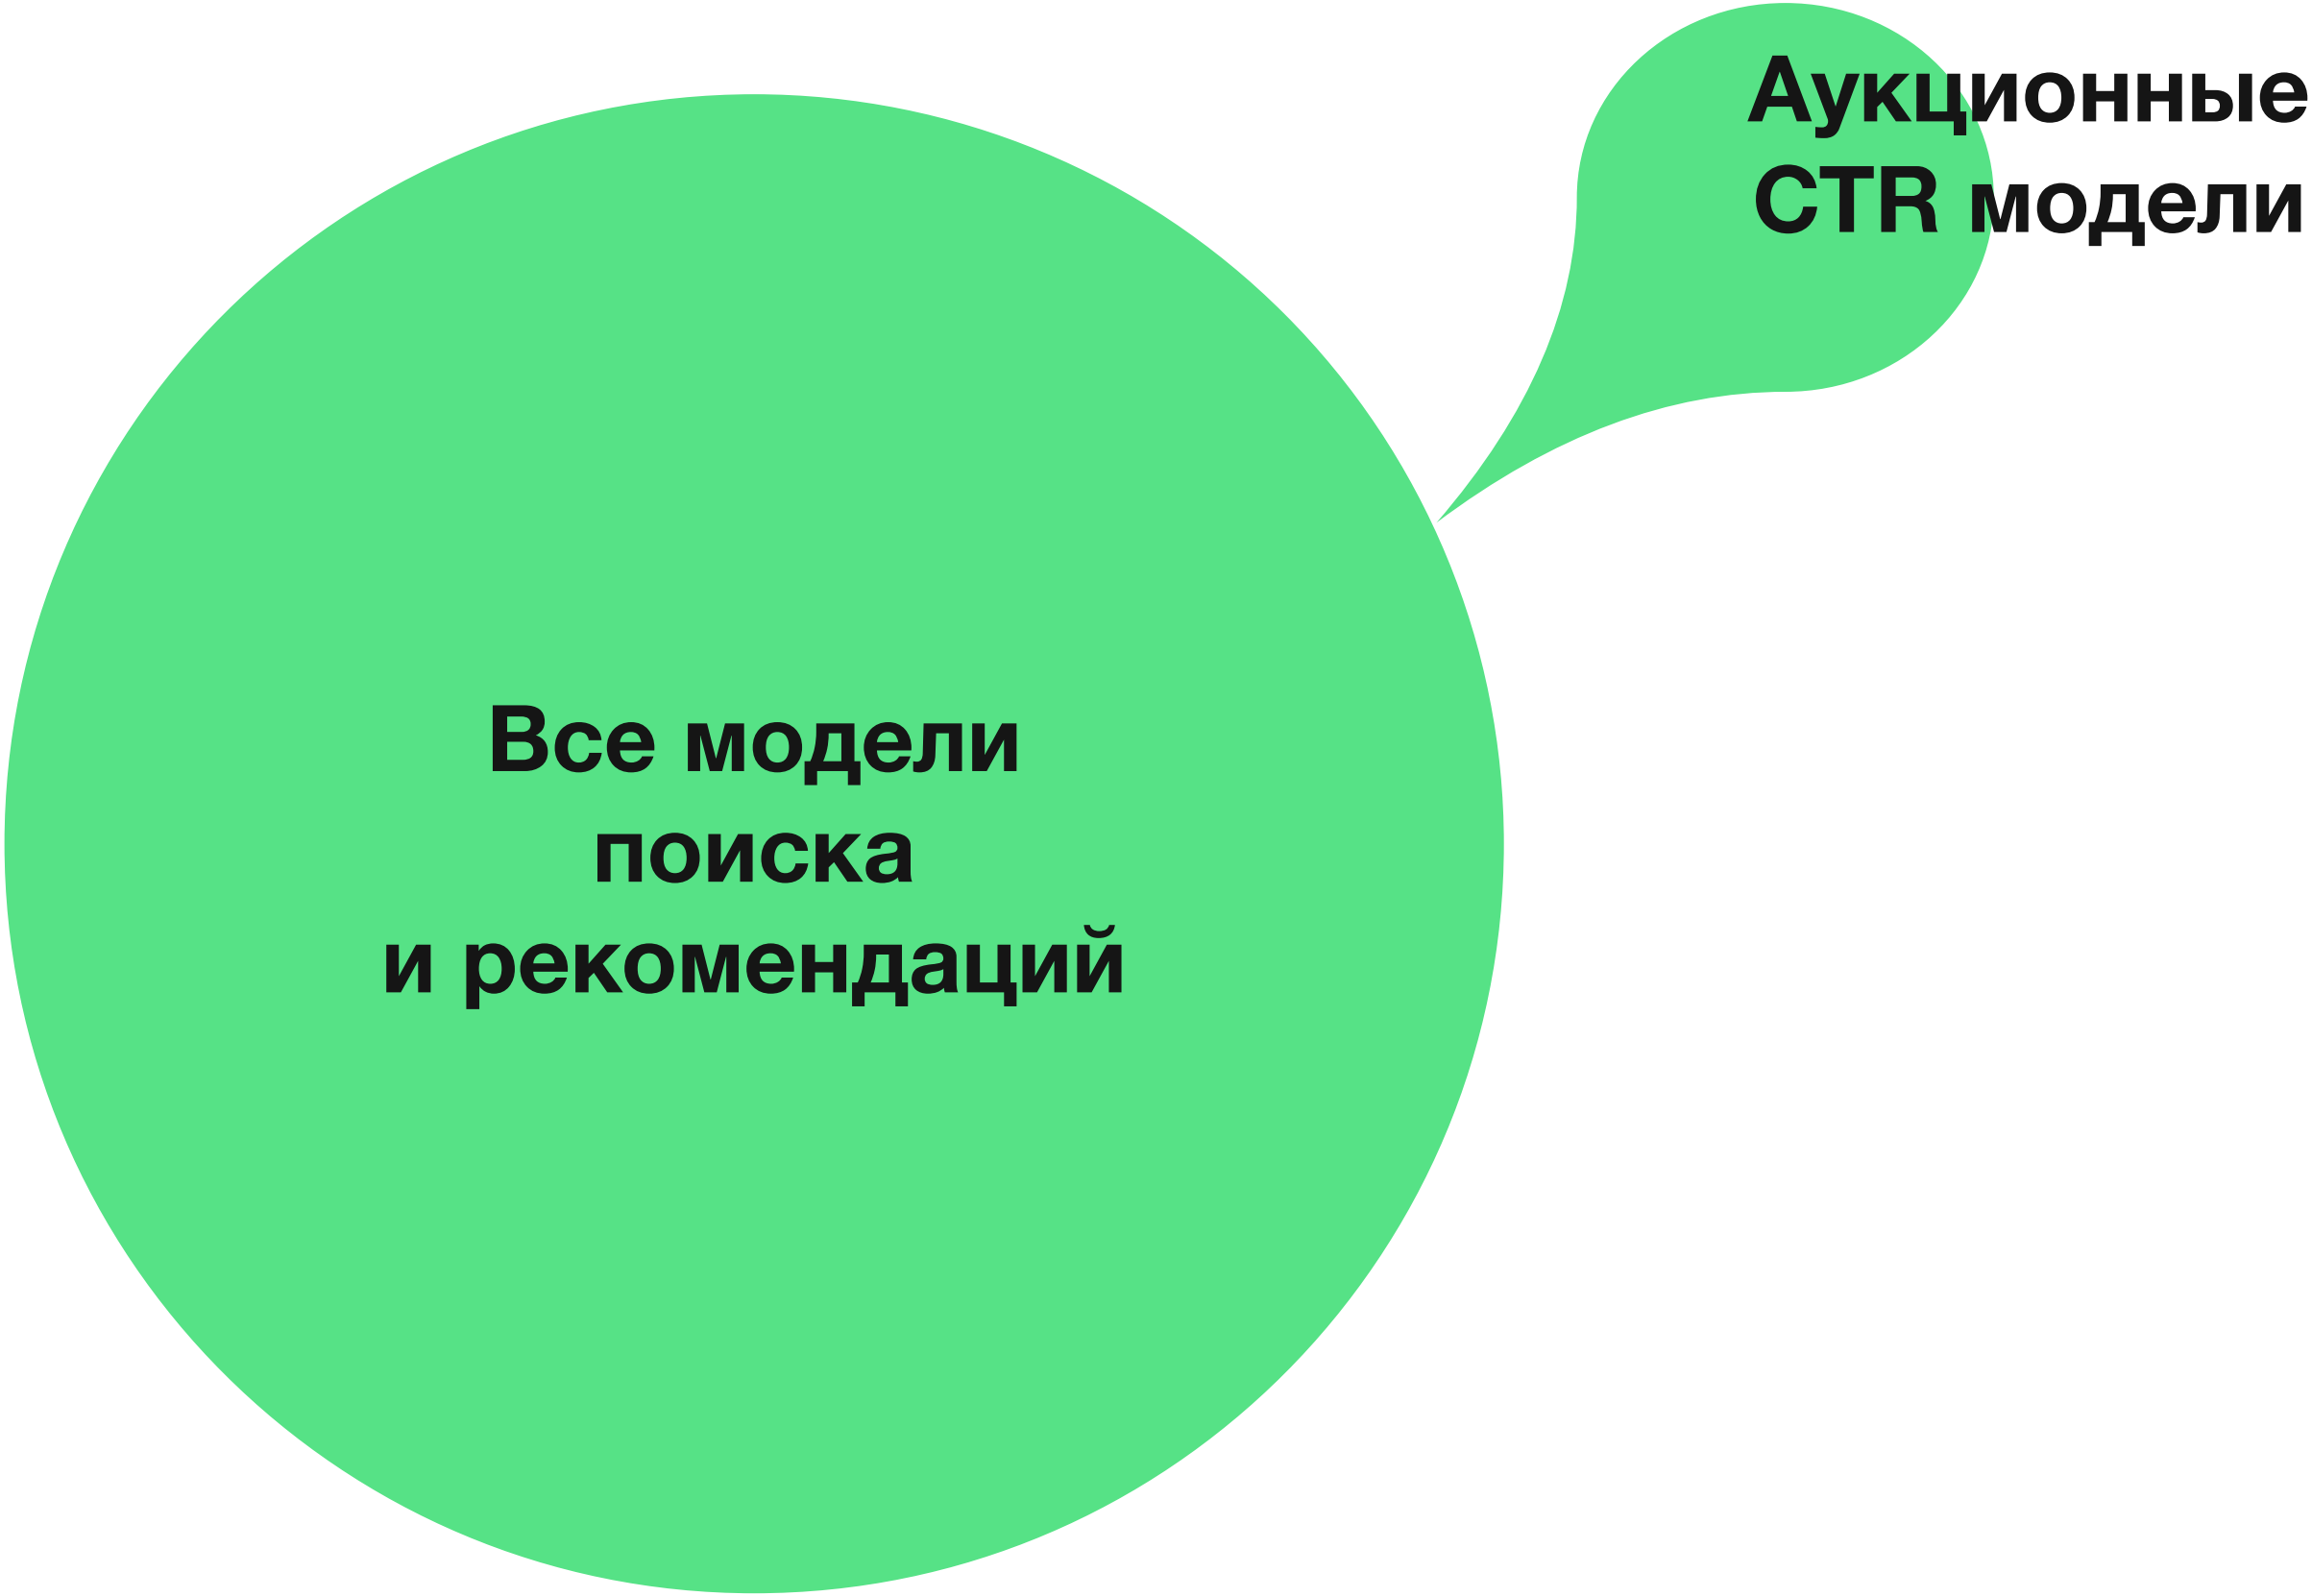 Аукционные
CTR модели
Все модели
поиска
и рекомендаций